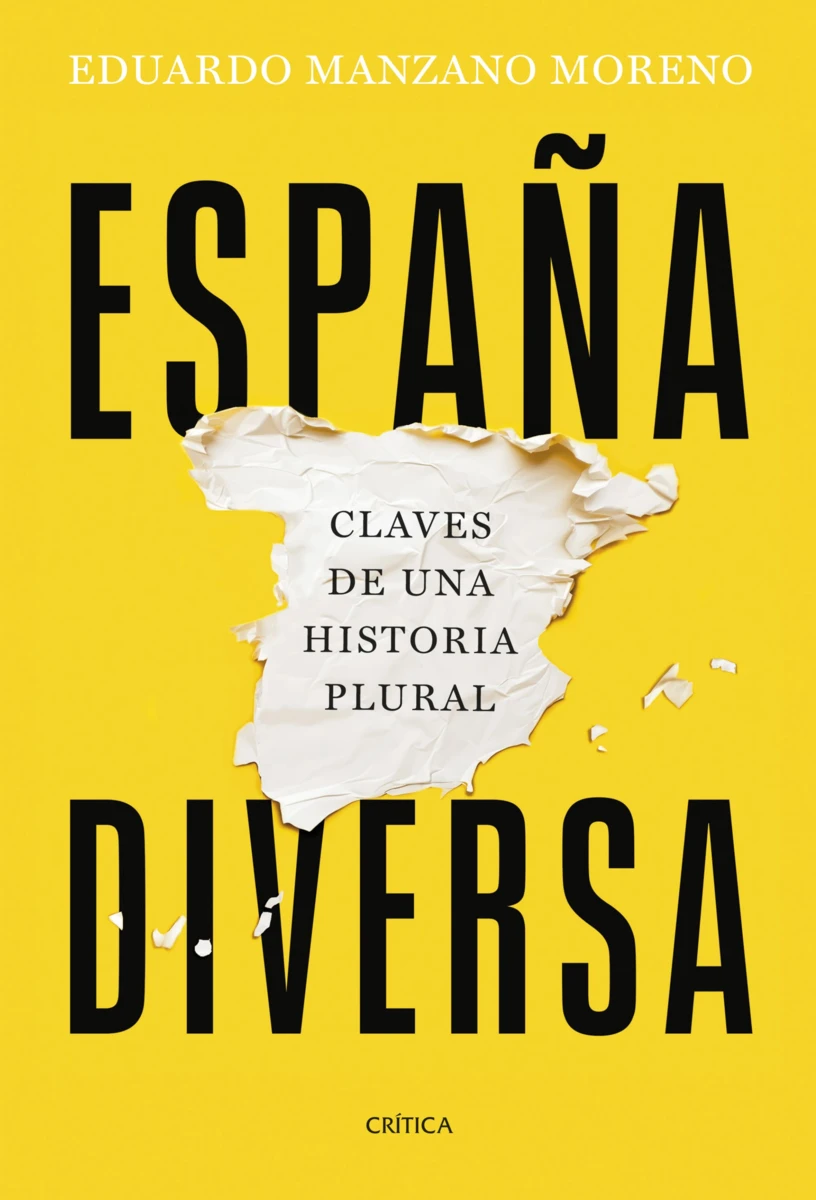 EDUARDO MANZANO MORENO
ESPAÑA
CLAVES
DE UNA
HISTORIA
PLURAL
DIVERSA
CRÍTICA